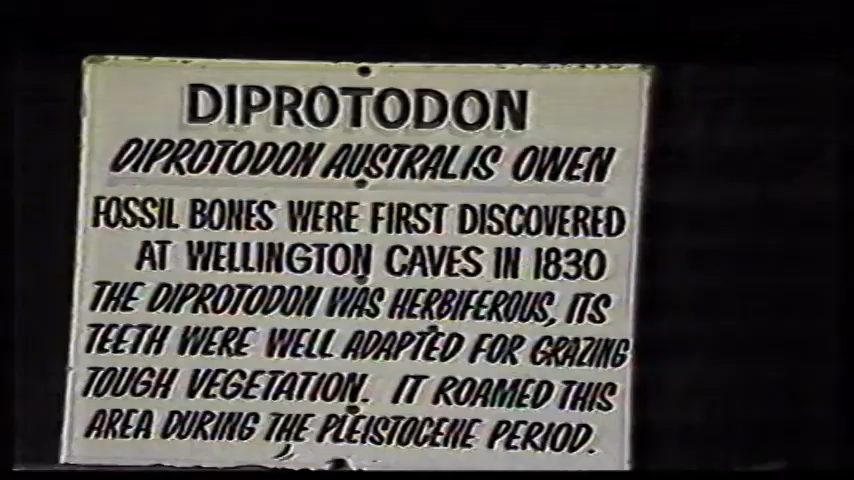 DIPROTODON
DIPROTODON AUSTRALIS OWEN
FOSSIL BONES WERE FIRST DISCOVERED
AT WELLINGTON CAVES IN 1830
THE DIPROTODON WAS HERBIFEROUS, ITS
TEETH WERE WELL ADAPTED FOR GRAZING
TOUGH VEGETATION. IT ROAMED THIS
AREA DURING THE PLEISTOCENE PERIOD.